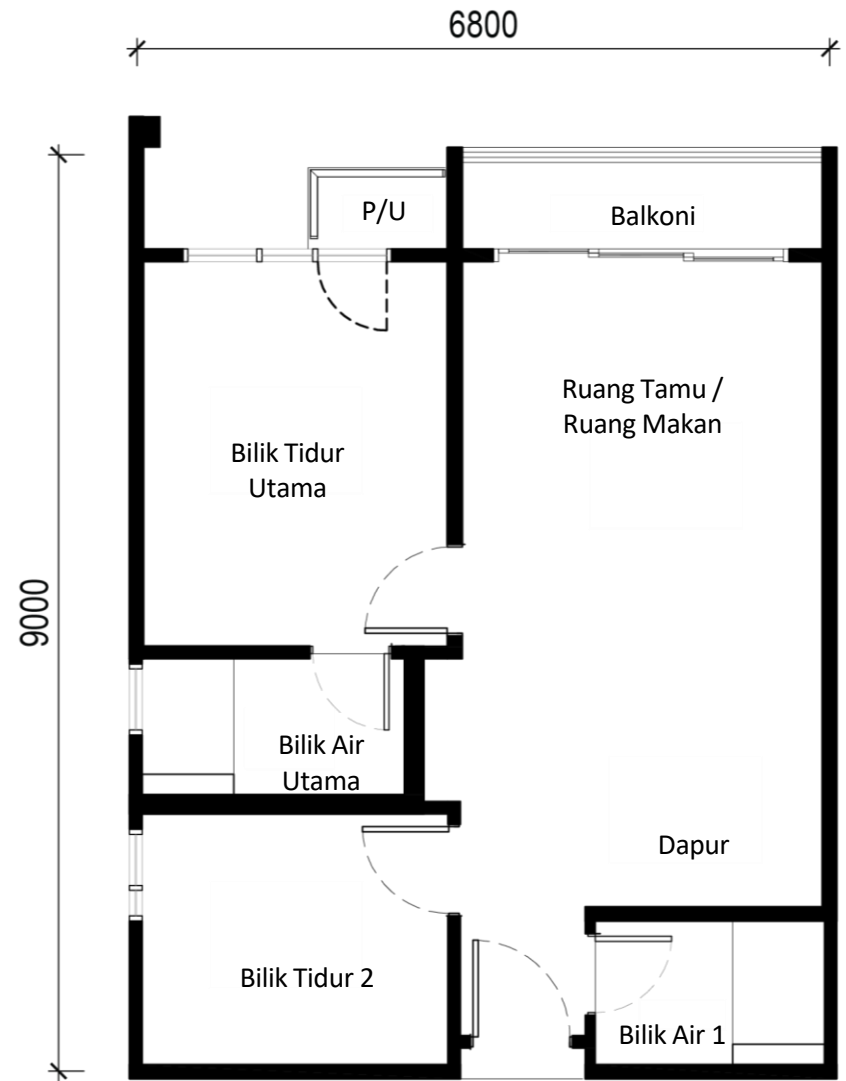 6800
P/U
Balkoni
Ruang Tamu /
Ruang Makan
Bilik Tidur
Utama
9000
Bilik Air
Utama
Dapur
Bilik Tidur 2
Bilik Air 1